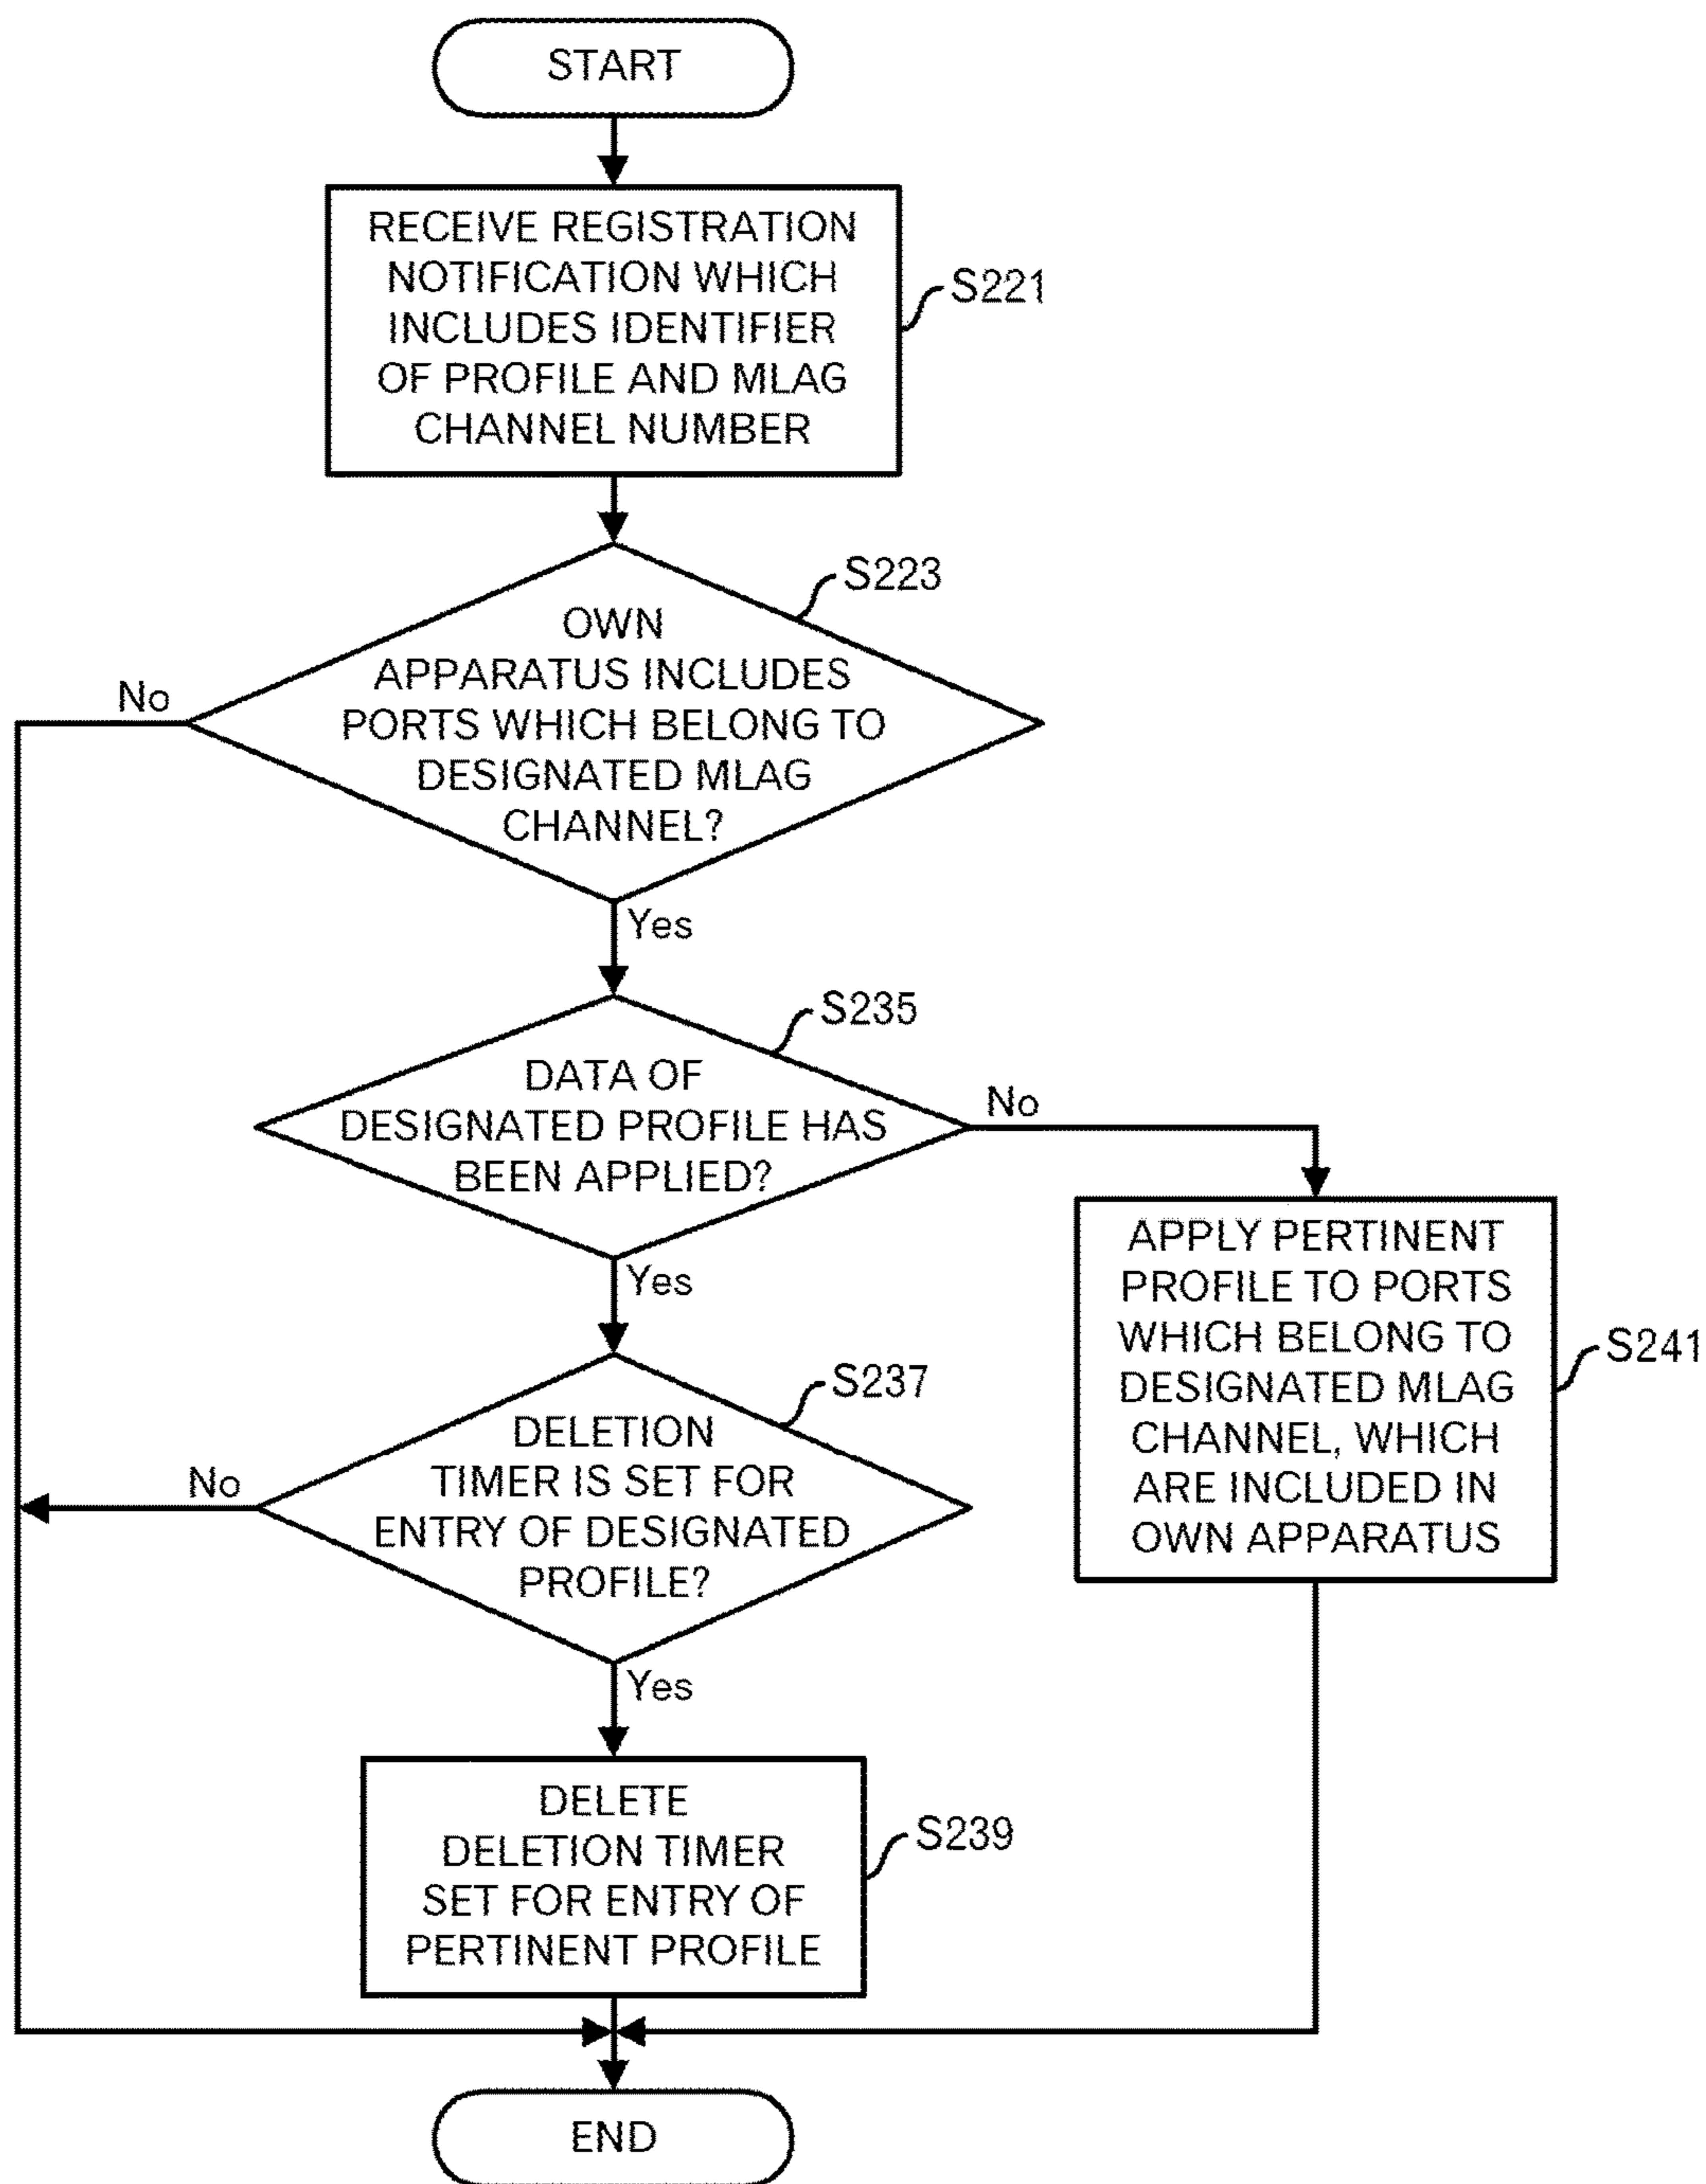 START
RECEIVE REGISTRATION
NOTIFICATION WHICH
INCLUDES IDENTIFIER
OF PROFILE AND MLAG
CHANNEL NUMBER
S221
S223
OWN
APPARATUS INCLUDES
PORTS WHICH BELONG TO
DESIGNATED MLAG
CHANNEL?
No
Yes
S235
DATA OF
DESIGNATED PROFILE HAS
BEEN APPLIED?
No
Yes
APPLY PERTINENT
PROFILE TO PORTS
WHICH BELONG TO
DESIGNATED MLAG
CHANNEL, WHICH
ARE INCLUDED IN
OWN APPARATUS
S241
S237
DELETION
TIMER IS SET FOR
ENTRY OF DESIGNATED
PROFILE?
No
Yes
DELETE
DELETION TIMER
SET FOR ENTRY OF
PERTINENT PROFILE
S239
END